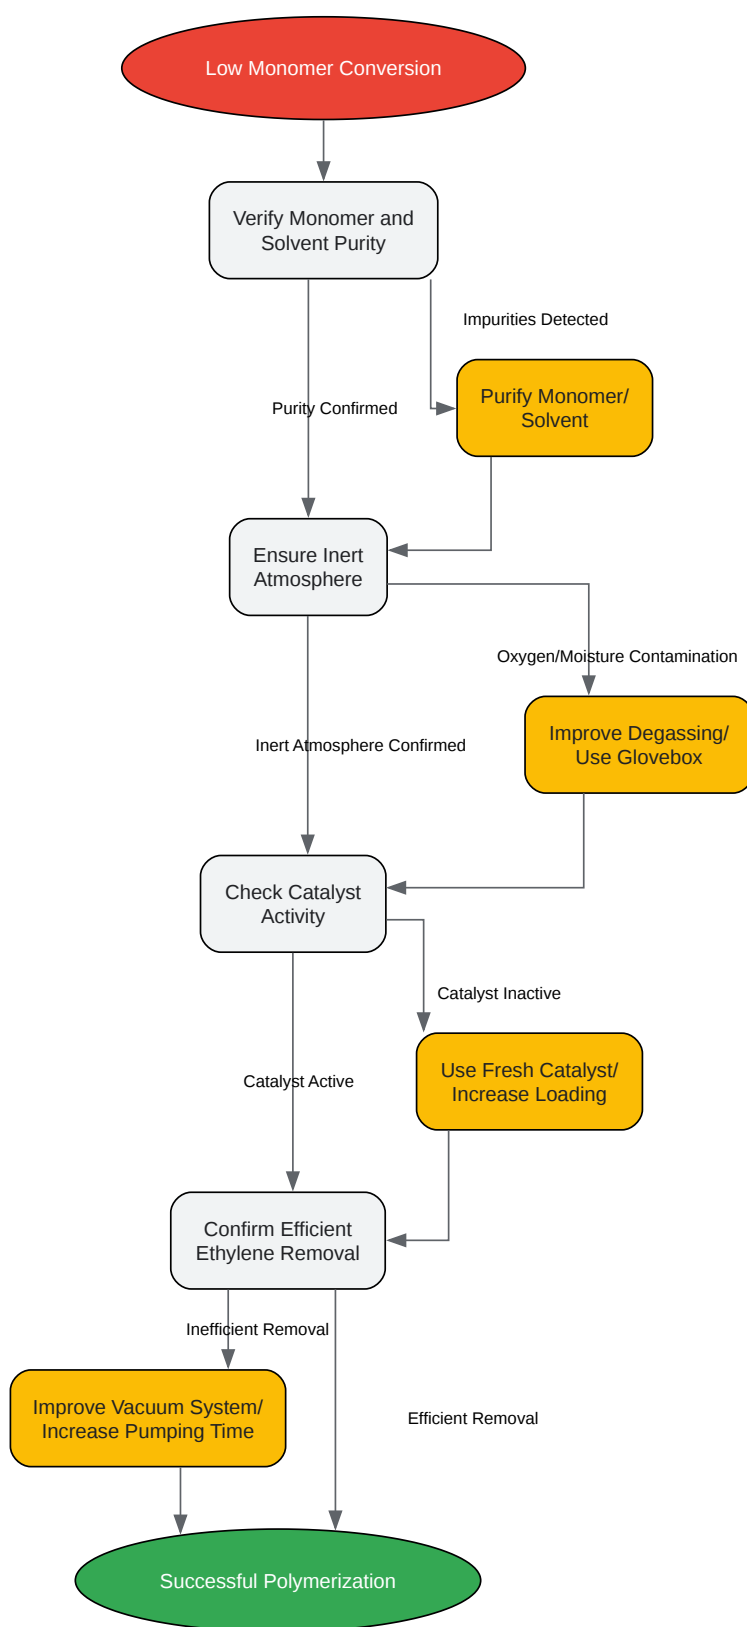 Low Monomer Conversion
Verify Monomer and
Solvent Purity
Impurities Detected
Purify Monomer/
Solvent
Purity Confirmed
Ensure Inert
Atmosphere
Oxygen/Moisture Contamination
Improve Degassing/
Use Glovebox
Inert Atmosphere Confirmed
Check Catalyst
Activity
Catalyst Inactive
Use Fresh Catalyst/
Increase Loading
Catalyst Active
Confirm Efficient
Ethylene Removal
Inefficient Removal
Improve Vacuum System/
Increase Pumping Time
Efficient Removal
Successful Polymerization